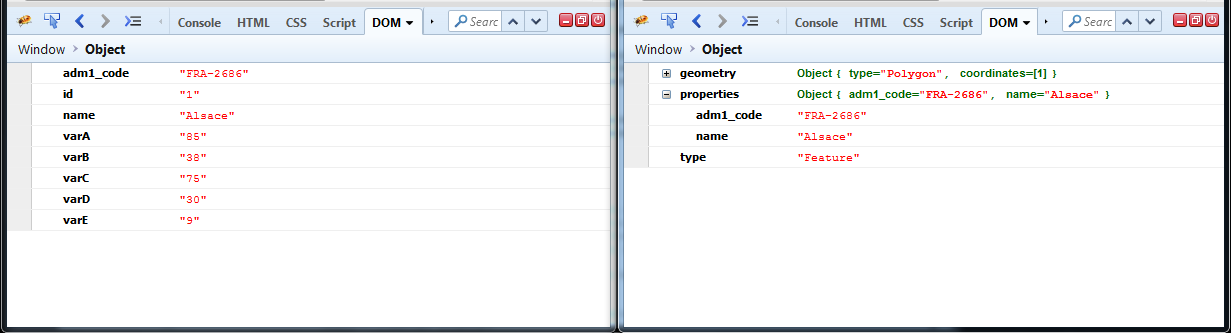 Console HTML CSS Script DOM Searc
Window > Object
adm1_code "FRA-2686"
id "1"
name "Alsace"
varA "85"
varB "38"
varC "75"
varD "30"
varE "9"
Console HTML CSS Script DOM Searc
Window > Object
geometry Object { type="Polygon", coordinates=[1] }
properties Object { adm1_code="FRA-2686", name="Alsace" }
adm1_code "FRA-2686"
name "Alsace"
type "Feature"